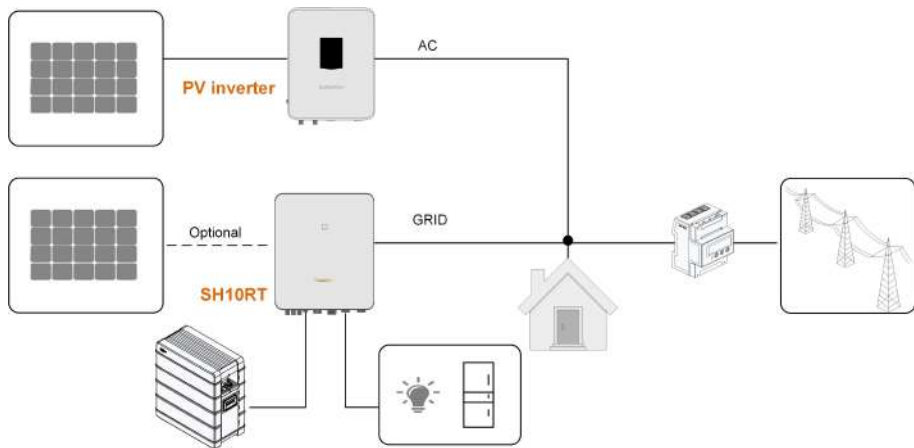 AC
PV inverter
Optional
GRID
SH10RT